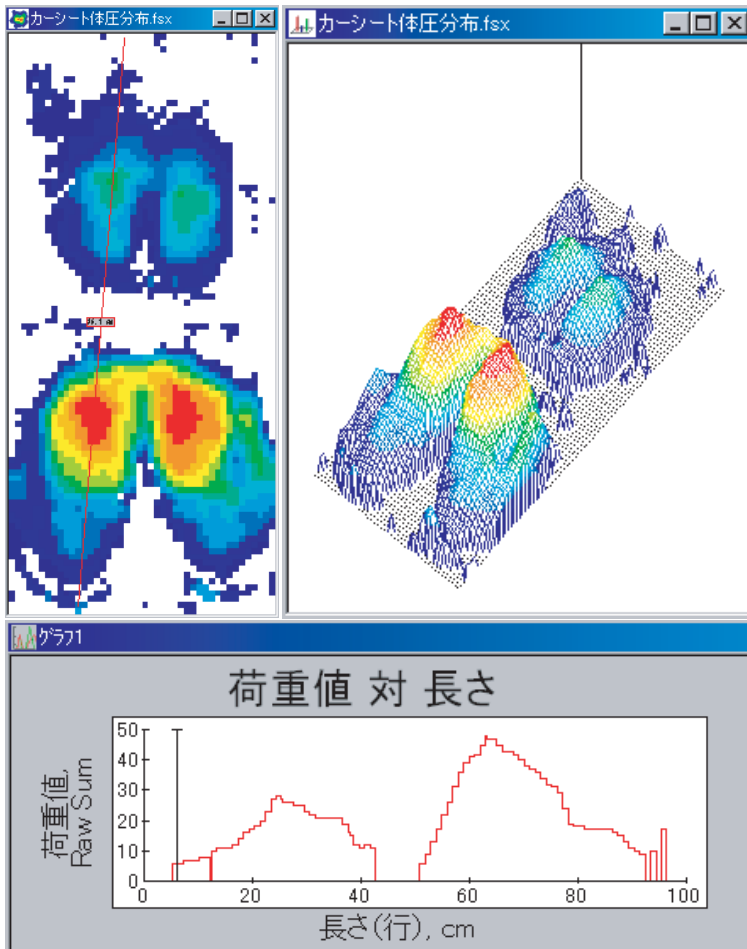 カーシート体圧分布.fsx
カーシート体圧分布.fsx
グラフ1
荷重値 対 長さ
荷重値,
Raw Sum
50
40
30
20
10
0
0 20 40 60 80 100
長さ(行), cm